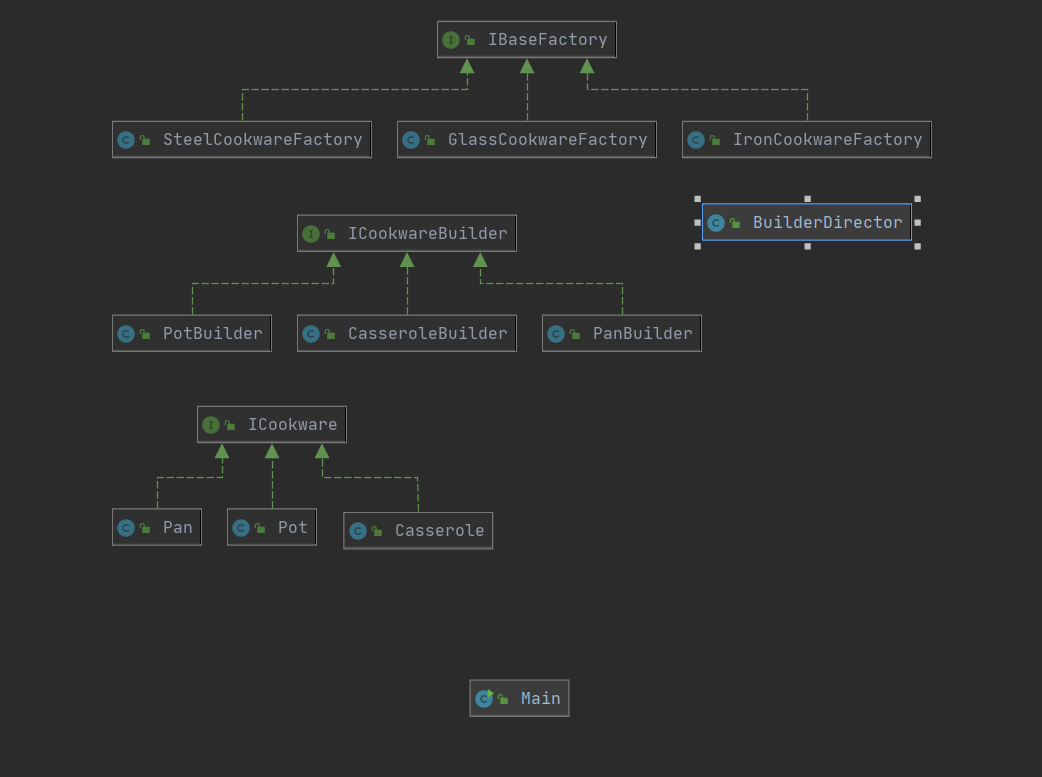 I IBaseFactory
C SteelCookwareFactory
C GlassCookwareFactory
C IronCookwareFactory
C BuilderDirector
I ICookwareBuilder
C PotBuilder
C CasseroleBuilder
C PanBuilder
I ICookware
C Pan
C Pot
C Casserole
C Main